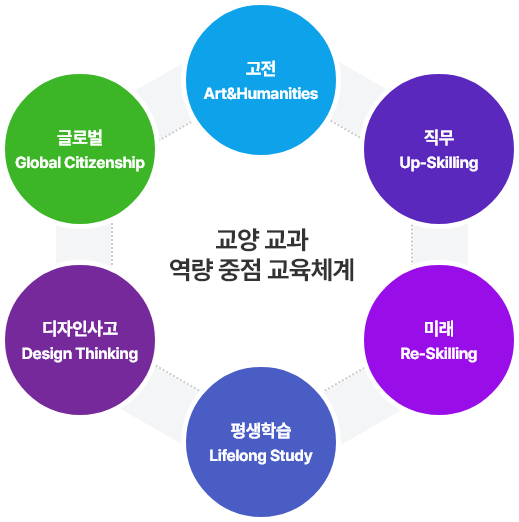 고전
Art&Humanities
글로벌
Global Citizenship
직무
Up-Skilling
교양 교과
역량 중점 교육체계
디자인사고
Design Thinking
미래
Re-Skilling
평생학습
Lifelong Study